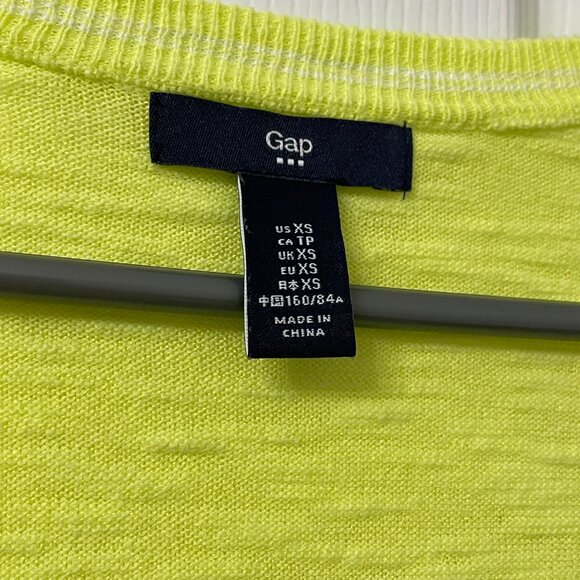 Gap
US XS
CA TP
UK XS
EU XS
日本 XS
中国 160/84A
MADE IN
CHINA